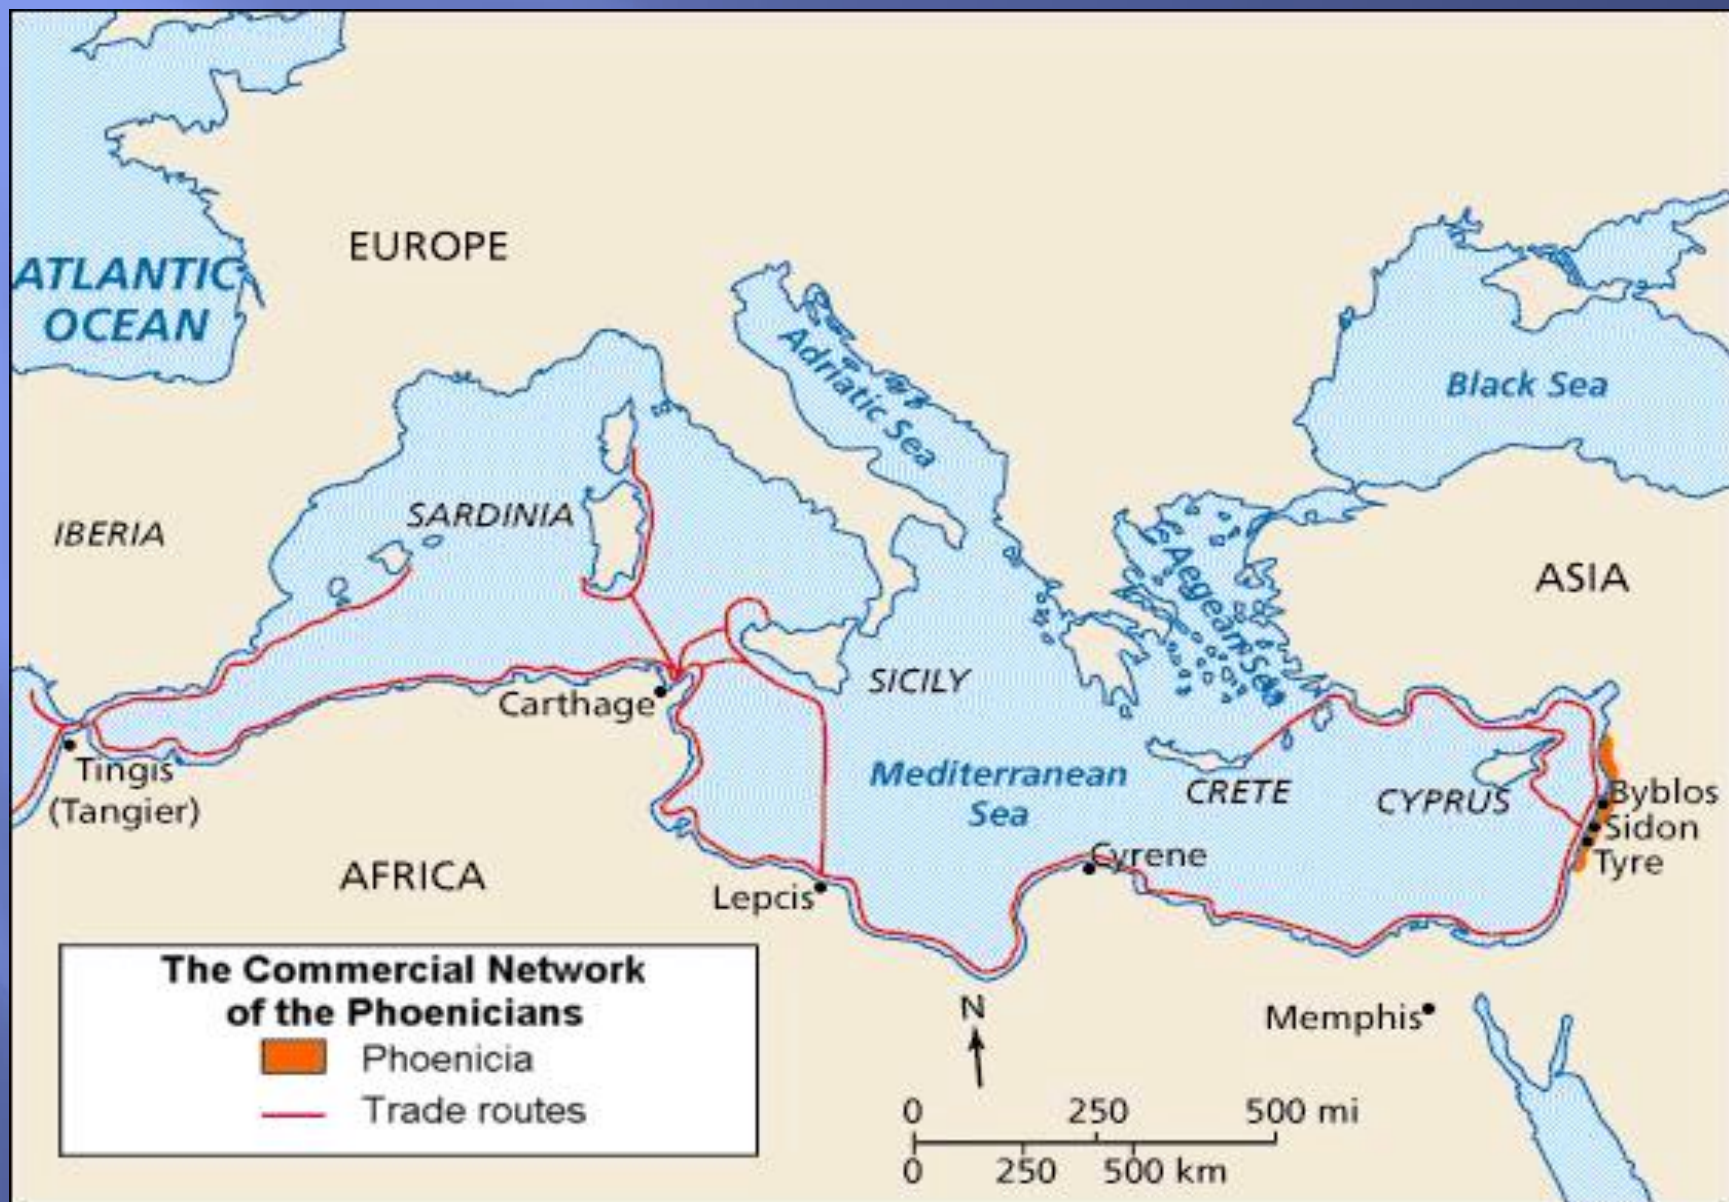 EUROPE
ATLANTIC
OCEAN
Adriatic Sea
Black Sea
SARDINIA
IBERIA
Aegean Sea
ASIA
SICILY
Carthage
Tingis
(Tangier)
Mediterranean
Sea
CRETE
CYPRUS
Byblos
Sidon
Tyre
Cyrene
AFRICA
Lepcis
Memphis
The Commercial Network
of the Phoenicians
Phoenicia
Trade routes
N
0 250 500 mi
0 250 500 km